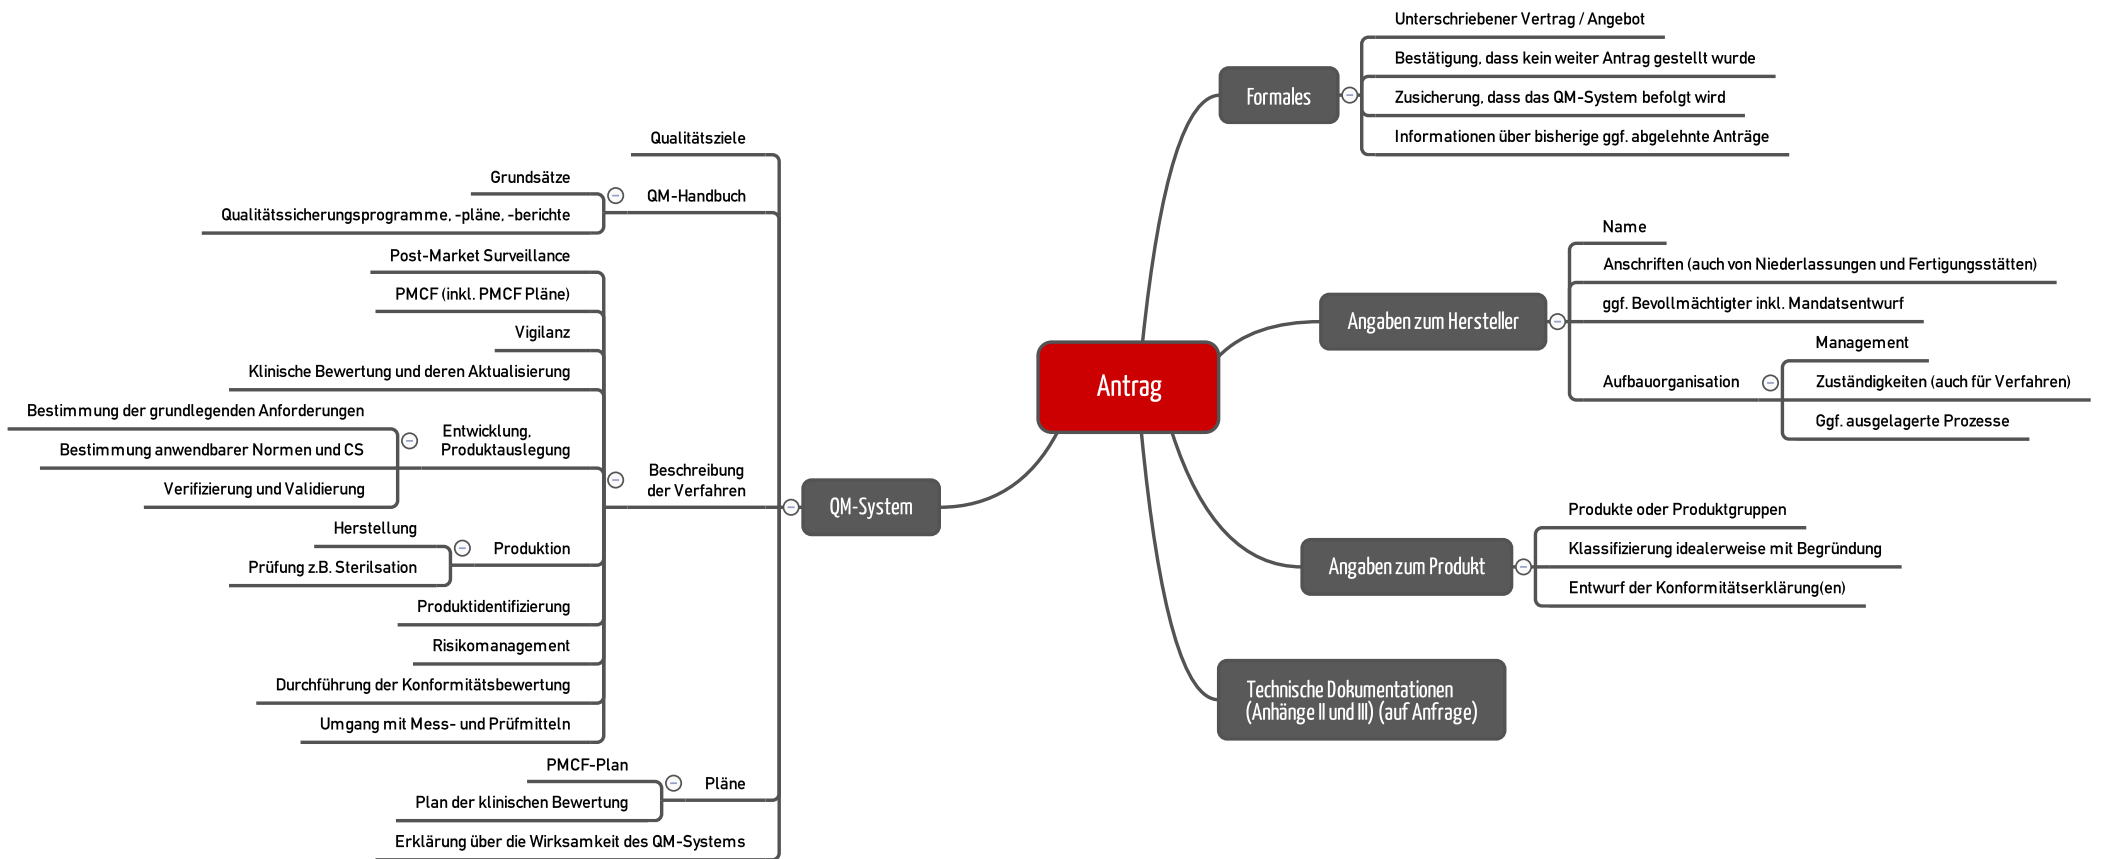 Antrag
Formales
Unterschriebener Vertrag / Angebot
Bestätigung, dass kein weiter Antrag gestellt wurde
Zusicherung, dass das QM-System befolgt wird
Informationen über bisherige ggf. abgelehnte Anträge
Angaben zum Hersteller
Name
Anschriften (auch von Niederlassungen und Fertigungsstätten)
ggf. Bevollmächtigter inkl. Mandatsentwurf
Aufbauorganisation
Management
Zuständigkeiten (auch für Verfahren)
Ggf. ausgelagerte Prozesse
Angaben zum Produkt
Produkte oder Produktgruppen
Klassifizierung idealerweise mit Begründung
Entwurf der Konformitätserklärung(en)
Technische Dokumentationen
(Anhänge II und III) (auf Anfrage)
QM-System
Qualitätsziele
QM-Handbuch
Grundsätze
Qualitätssicherungsprogramme, -pläne, -berichte
Beschreibung
der Verfahren
Post-Market Surveillance
PMCF (inkl. PMCF Pläne)
Vigilanz
Klinische Bewertung und deren Aktualisierung
Entwicklung,
Produktauslegung
Bestimmung der grundlegenden Anforderungen
Bestimmung anwendbarer Normen und CS
Verifizierung und Validierung
Produktion
Herstellung
Prüfung z.B. Sterilsation
Produktidentifizierung
Risikomanagement
Durchführung der Konformitätsbewertung
Umgang mit Mess- und Prüfmitteln
Pläne
PMCF-Plan
Plan der klinischen Bewertung
Erklärung über die Wirksamkeit des QM-Systems